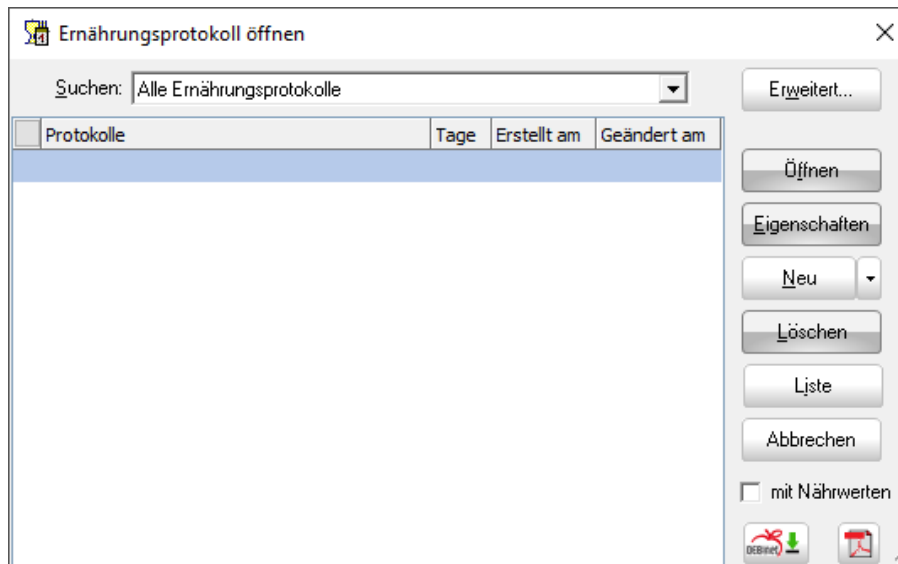 Ernährungsprotokoll öffnen
Suchen: Alle Ernährungsprotokolle
Erweitert...
Protokolle Tage Erstellt am Geändert am
Öffnen
Eigenschaften
Neu
Löschen
Liste
Abbrechen
mit Nährwerten
DEBInet